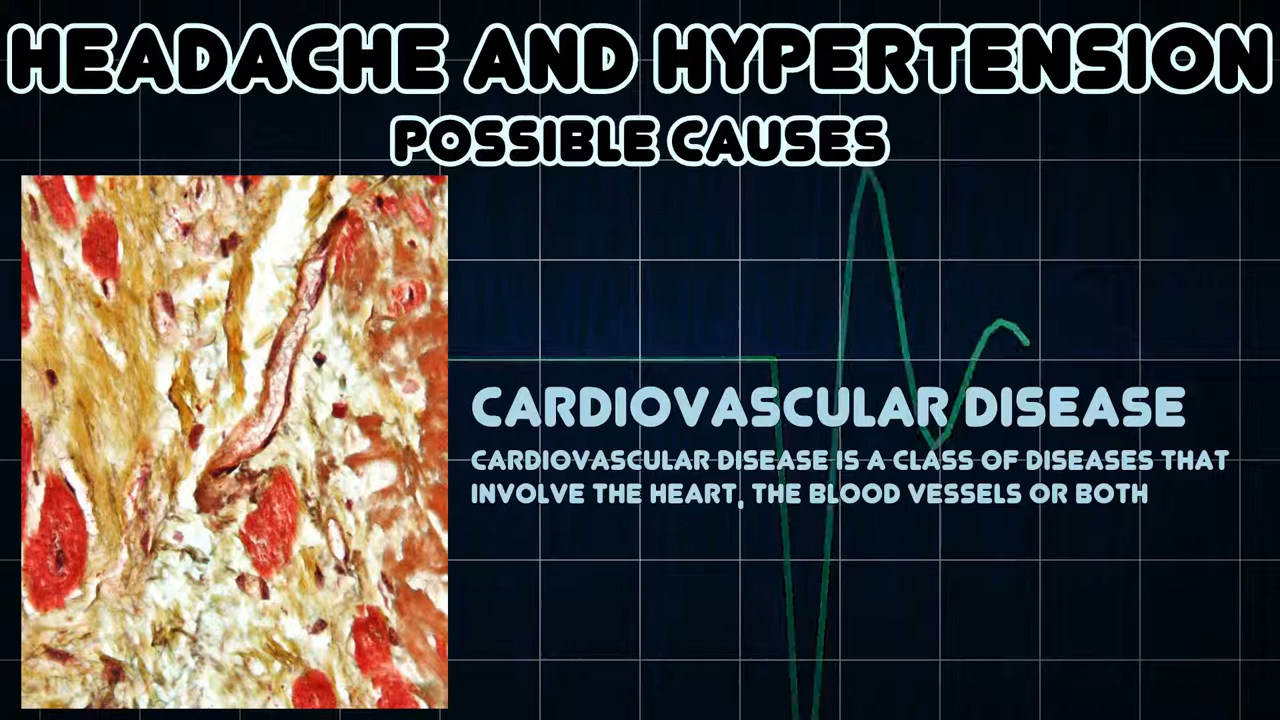 HEADACHE AND HYPERTENSION
POSSIBLE CAUSES
CARDIOVASCULAR DISEASE
CARDIOVASCULAR DISEASE IS A CLASS OF DISEASES THAT
INVOLVE THE HEART, THE BLOOD VESSELS OR BOTH